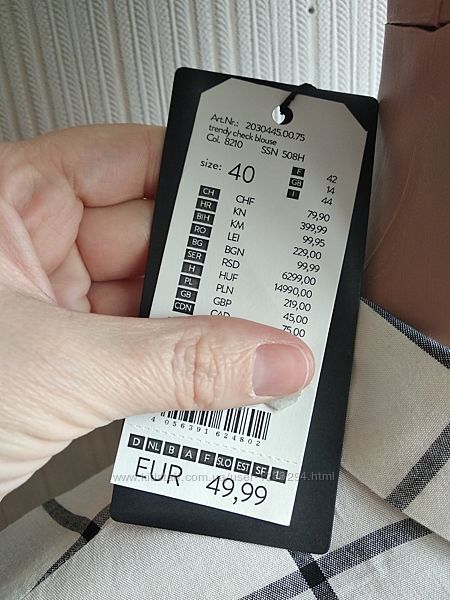 Art.Nr.: 2030445.00.75
trendy check blouse
Col. 8210 SSN 508H
size: 40 F 42
GB 14
I 44
CH CHF 79,90
HR KN 399,99
BIH KM 99,95
RO LEI 229,00
BG BGN 99,99
SER RSD 6299,00
H HUF 14990,00
PL PLN 219,00
GB GBP 45,00
CDN CAD 75,00
4 056391 624802
D NL B A F SLO EST SF
EUR 49,99